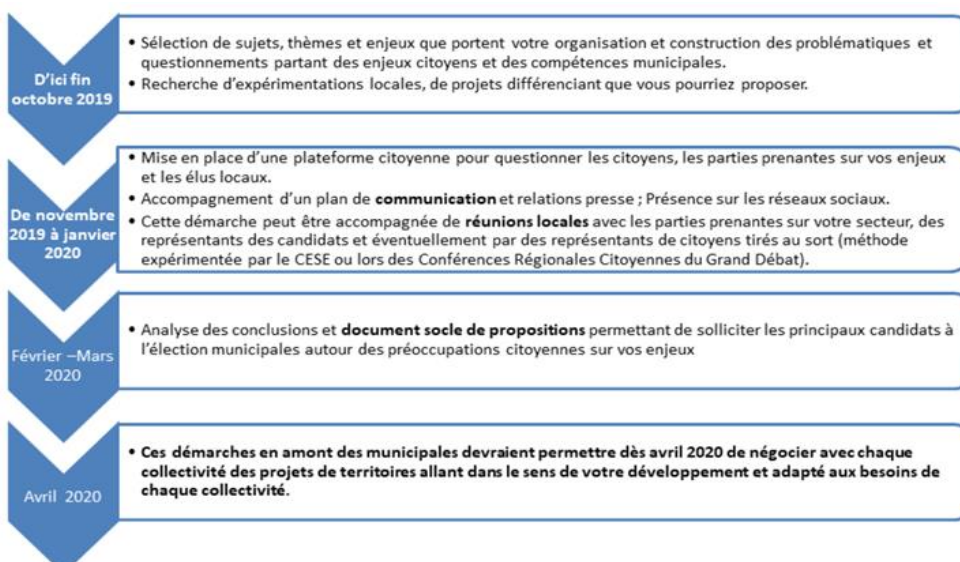 D'ici fin
octobre 2019
• Sélection de sujets, thèmes et enjeux que portent votre organisation et construction des problématiques et
questionnements partant des enjeux citoyens et des compétences municipales.
• Recherche d'expérimentations locales, de projets différenciant que vous pourriez proposer.
De novembre
2019 à janvier
2020
• Mise en place d'une plateforme citoyenne pour questionner les citoyens, les parties prenantes sur vos enjeux
et les élus locaux.
• Accompagnement d'un plan de communication et relations presse ; Présence sur les réseaux sociaux.
• Cette démarche peut être accompagnée de réunions locales avec les parties prenantes sur votre secteur, des
représentants des candidats et éventuellement par des représentants de citoyens tirés au sort (méthode
expérimentée par le CESE ou lors des Conférences Régionales Citoyennes du Grand Débat).
Février –Mars
2020
• Analyse des conclusions et document socle de propositions permettant de solliciter les principaux candidats à
l'élection municipales autour des préoccupations citoyennes sur vos enjeux
Avril 2020
• Ces démarches en amont des municipales devraient permettre dès avril 2020 de négocier avec chaque
collectivité des projets de territoires allant dans le sens de votre développement et adapté aux besoins de
chaque collectivité.